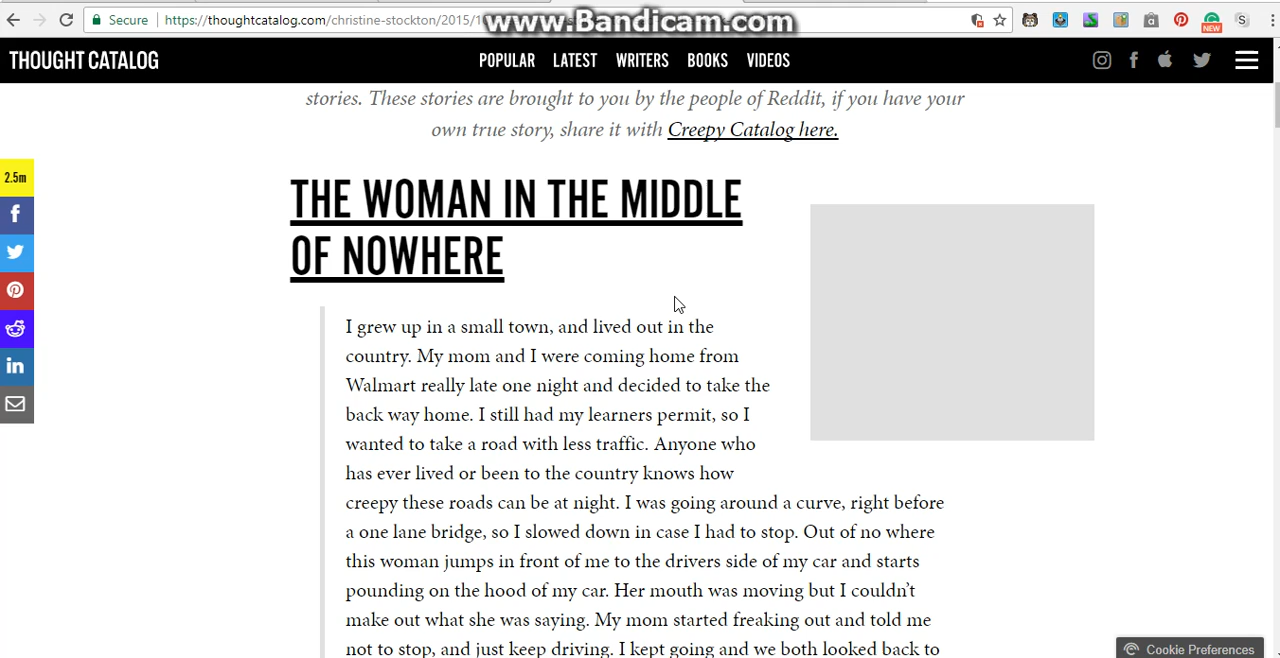 Secure
https://thoughtcatalog.com/christine-stockton/2015/1
www.Bandicam.com
NEW
THOUGHT CATALOG
POPULAR LATEST WRITERS BOOKS VIDEOS
stories. These stories are brought to you by the people of Reddit, if you have your
own true story, share it with Creepy Catalog here.
2.5m
THE WOMAN IN THE MIDDLE
OF NOWHERE
I grew up in a small town, and lived out in the
country. My mom and I were coming home from
Walmart really late one night and decided to take the
back way home. I still had my learners permit, so I
wanted to take a road with less traffic. Anyone who
has ever lived or been to the country knows how
creepy these roads can be at night. I was going around a curve, right before
a one lane bridge, so I slowed down in case I had to stop. Out of no where
this woman jumps in front of me to the drivers side of my car and starts
pounding on the hood of my car. Her mouth was moving but I couldn’t
make out what she was saying. My mom started freaking out and told me
not to stop, and just keep driving. I kept going and we both looked back to
Cookie Preferences